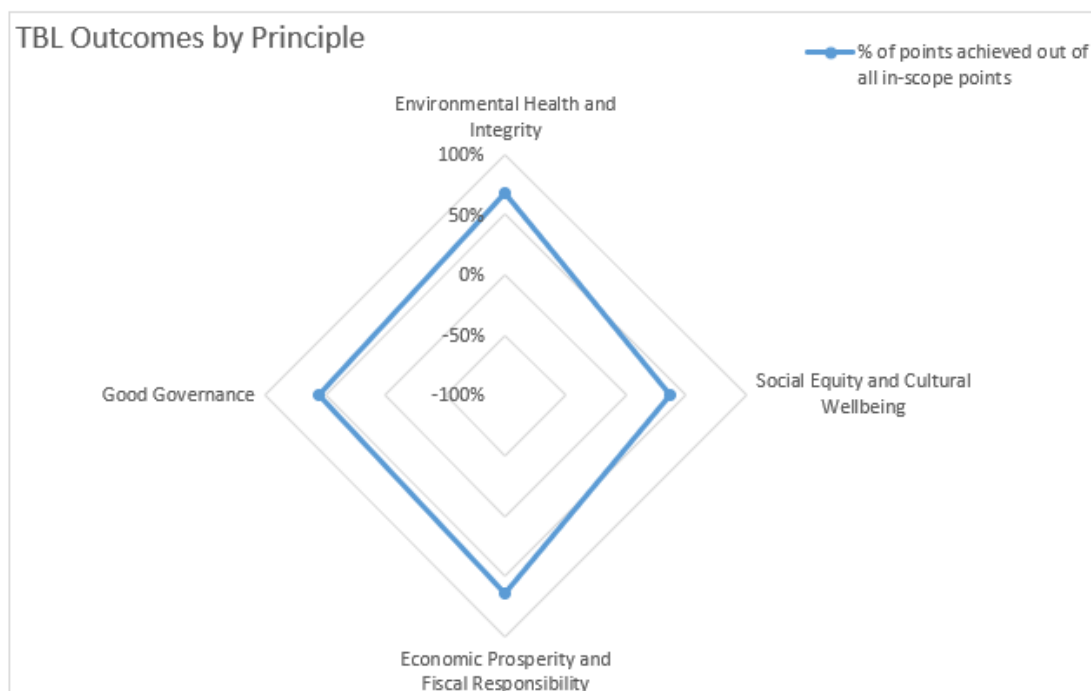 TBL Outcomes by Principle
% of points achieved out of
all in-scope points
Environmental Health and
Integrity
100%
50%
0%
-50%
-100%
Good Governance
Social Equity and Cultural
Wellbeing
Economic Prosperity and
Fiscal Responsibility